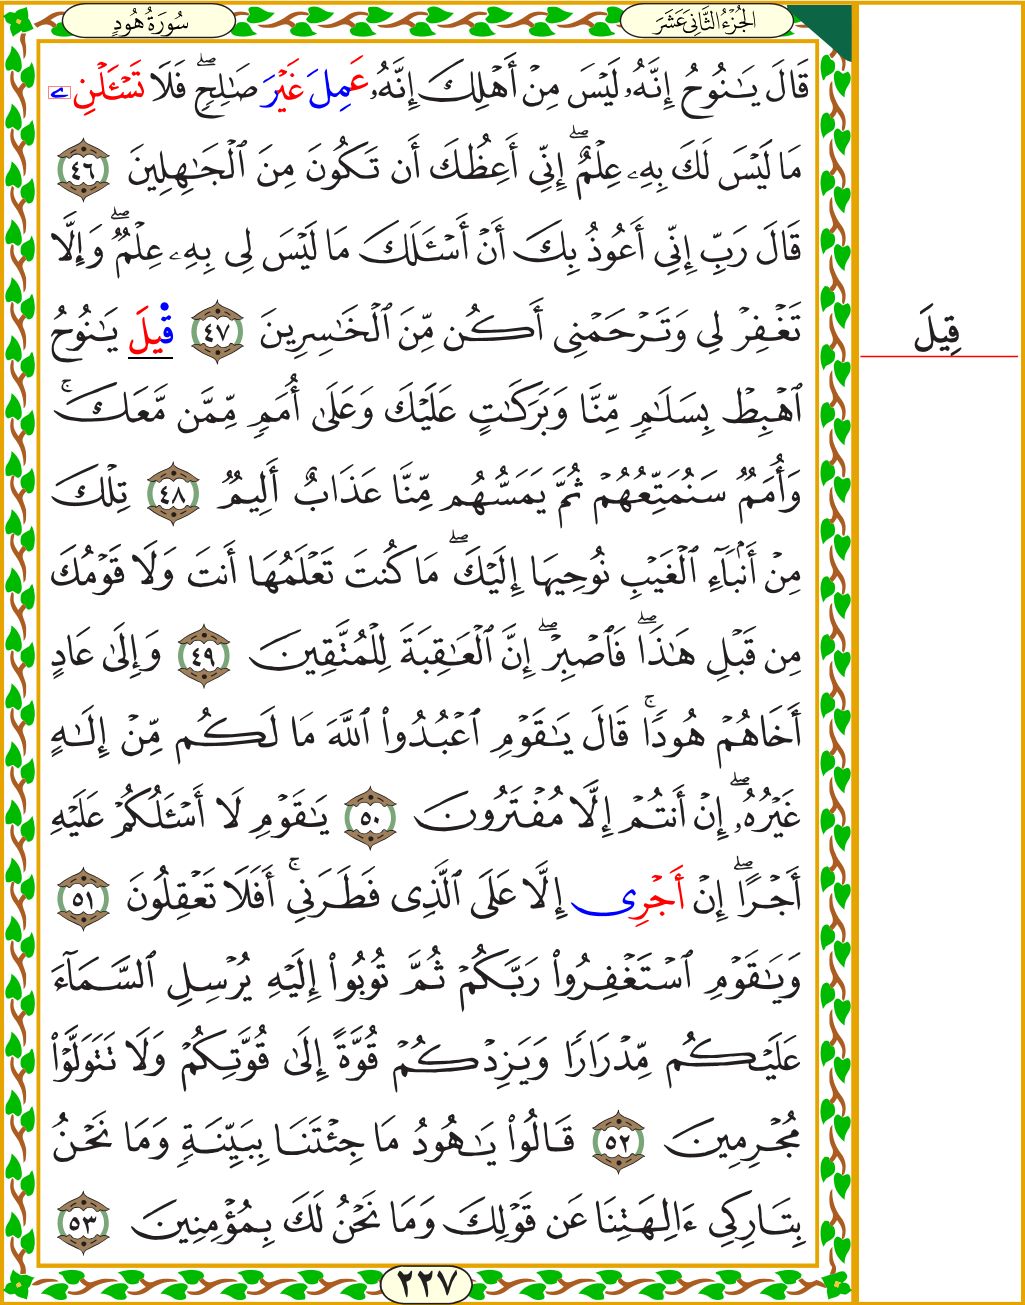 سُورَةُ هُودٍ
الجُزْءُ الثَّانِيَ عَشَرَ
قَالَ يَٰنُوحُ إِنَّهُۥ لَيْسَ مِنْ أَهْلِكَ إِنَّهُۥ عَمِلَ غَيْرَ صَٰلِحٍۖ فَلَا تَسْـَٔلْنِۦ
مَا لَيْسَ لَكَ بِهِۦ عِلْمٌۖ إِنِّي أَعِظُكَ أَن تَكُونَ مِنَ ٱلْجَٰهِلِينَ ٤٦
قَالَ رَبِّ إِنِّي أَعُوذُ بِكَ أَنْ أَسْـَٔلَكَ مَا لَيْسَ لِي بِهِۦ عِلْمٌۖ وَإِلَّا
تَغْفِرْ لِي وَتَرْحَمْنِي أَكُن مِّنَ ٱلْخَٰسِرِينَ ٤٧ قِيلَ يَٰنُوحُ
قِيلَ
ٱهْبِطْ بِسَلَٰمٍ مِّنَّا وَبَرَكَٰتٍ عَلَيْكَ وَعَلَىٰ أُمَمٍ مِّمَّن مَّعَكَۚ
وَأُمَمٌ سَنُمَتِّعُهُمْ ثُمَّ يَمَسُّهُم مِّنَّا عَذَابٌ أَلِيمٌ ٤٨ تِلْكَ
مِنْ أَنۢبَآءِ ٱلْغَيْبِ نُوحِيهَا إِلَيْكَۖ مَا كُنتَ تَعْلَمُهَا أَنتَ وَلَا قَوْمُكَ
مِن قَبْلِ هَٰذَاۖ فَٱصْبِرْۖ إِنَّ ٱلْعَٰقِبَةَ لِلْمُتَّقِينَ ٤٩ وَإِلَىٰ عَادٍ
أَخَاهُمْ هُودًاۚ قَالَ يَٰقَوْمِ ٱعْبُدُوا۟ ٱللَّهَ مَا لَكُم مِّنْ إِلَٰهٍ
غَيْرُهُۥۖ إِنْ أَنتُمْ إِلَّا مُفْتَرُونَ ٥٠ يَٰقَوْمِ لَا أَسْـَٔلُكُمْ عَلَيْهِ
أَجْرًاۖ إِنْ أَجْرِى إِلَّا عَلَى ٱلَّذِى فَطَرَنِيۚ أَفَلَا تَعْقِلُونَ ٥١
وَيَٰقَوْمِ ٱسْتَغْفِرُوا۟ رَبَّكُمْ ثُمَّ تُوبُوا۟ إِلَيْهِ يُرْسِلِ ٱلسَّمَآءَ
عَلَيْكُم مِّدْرَارًا وَيَزِدْكُمْ قُوَّةً إِلَىٰ قُوَّتِكُمْ وَلَا تَتَوَلَّوْا۟
مُجْرِمِينَ ٥٢ قَالُوا۟ يَٰهُودُ مَا جِئْتَنَا بِبَيِّنَةٍ وَمَا نَحْنُ
بِتَارِكِي ءَالِهَتِنَا عَن قَوْلِكَ وَمَا نَحْنُ لَكَ بِمُؤْمِنِينَ ٥٣
٢٢٧